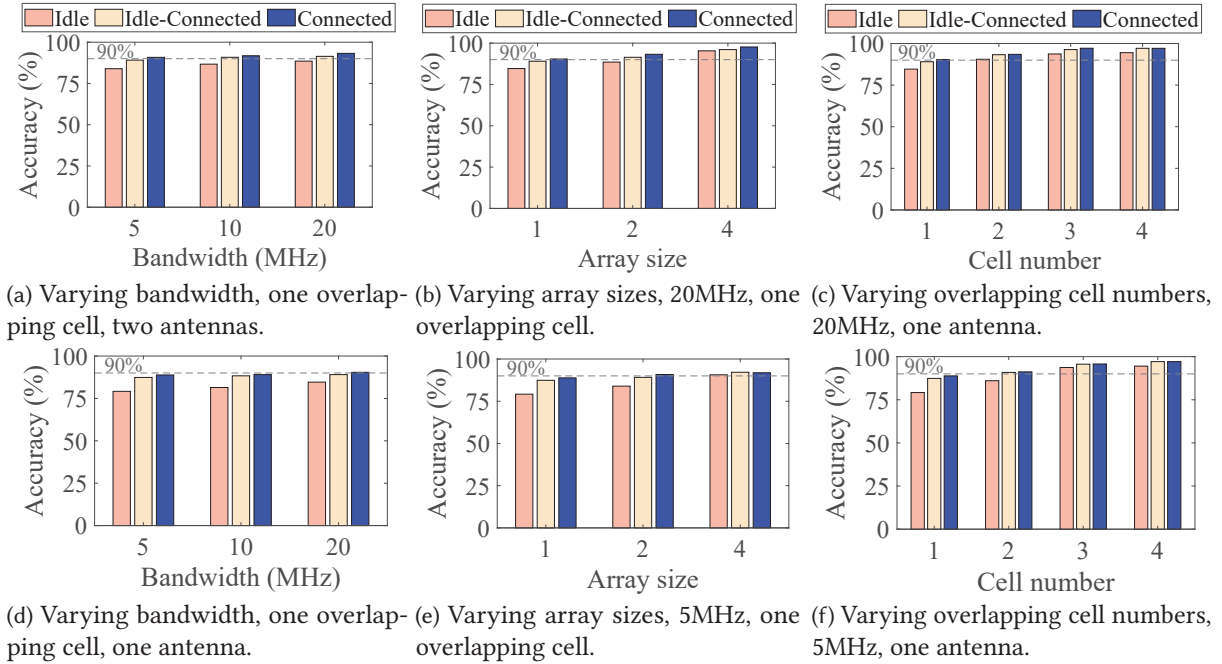 Idle Idle-Connected Connected
100
75
50
25
0
90%
Accuracy (%)
5 10 20
Bandwidth (MHz)
(a) Varying bandwidth, one overlap-
ping cell, two antennas.
Idle Idle-Connected Connected
100
75
50
25
0
90%
Accuracy (%)
1 2 4
Array size
(b) Varying array sizes, 20MHz, one
overlapping cell.
Idle Idle-Connected Connected
100
75
50
25
0
90%
Accuracy (%)
1 2 3 4
Cell number
(c) Varying overlapping cell numbers,
20MHz, one antenna.
100
75
50
25
0
90%
Accuracy (%)
5 10 20
Bandwidth (MHz)
(d) Varying bandwidth, one overlap-
ping cell, one antenna.
100
75
50
25
0
90%
Accuracy (%)
1 2 4
Array size
(e) Varying array sizes, 5MHz, one
overlapping cell.
100
75
50
25
0
90%
Accuracy (%)
1 2 3 4
Cell number
(f) Varying overlapping cell numbers,
5MHz, one antenna.